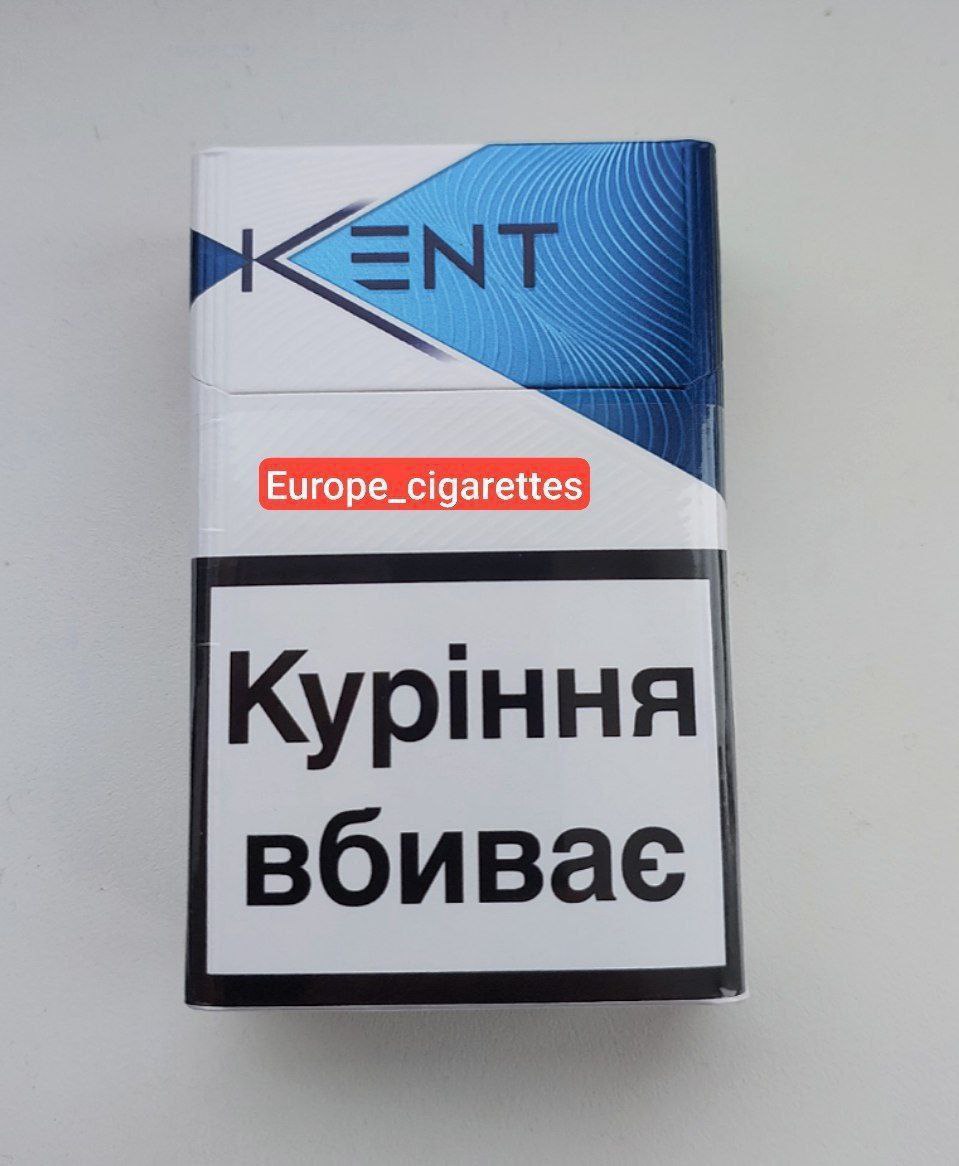 KENT
Europe_cigarettes
Куріння
вбиває